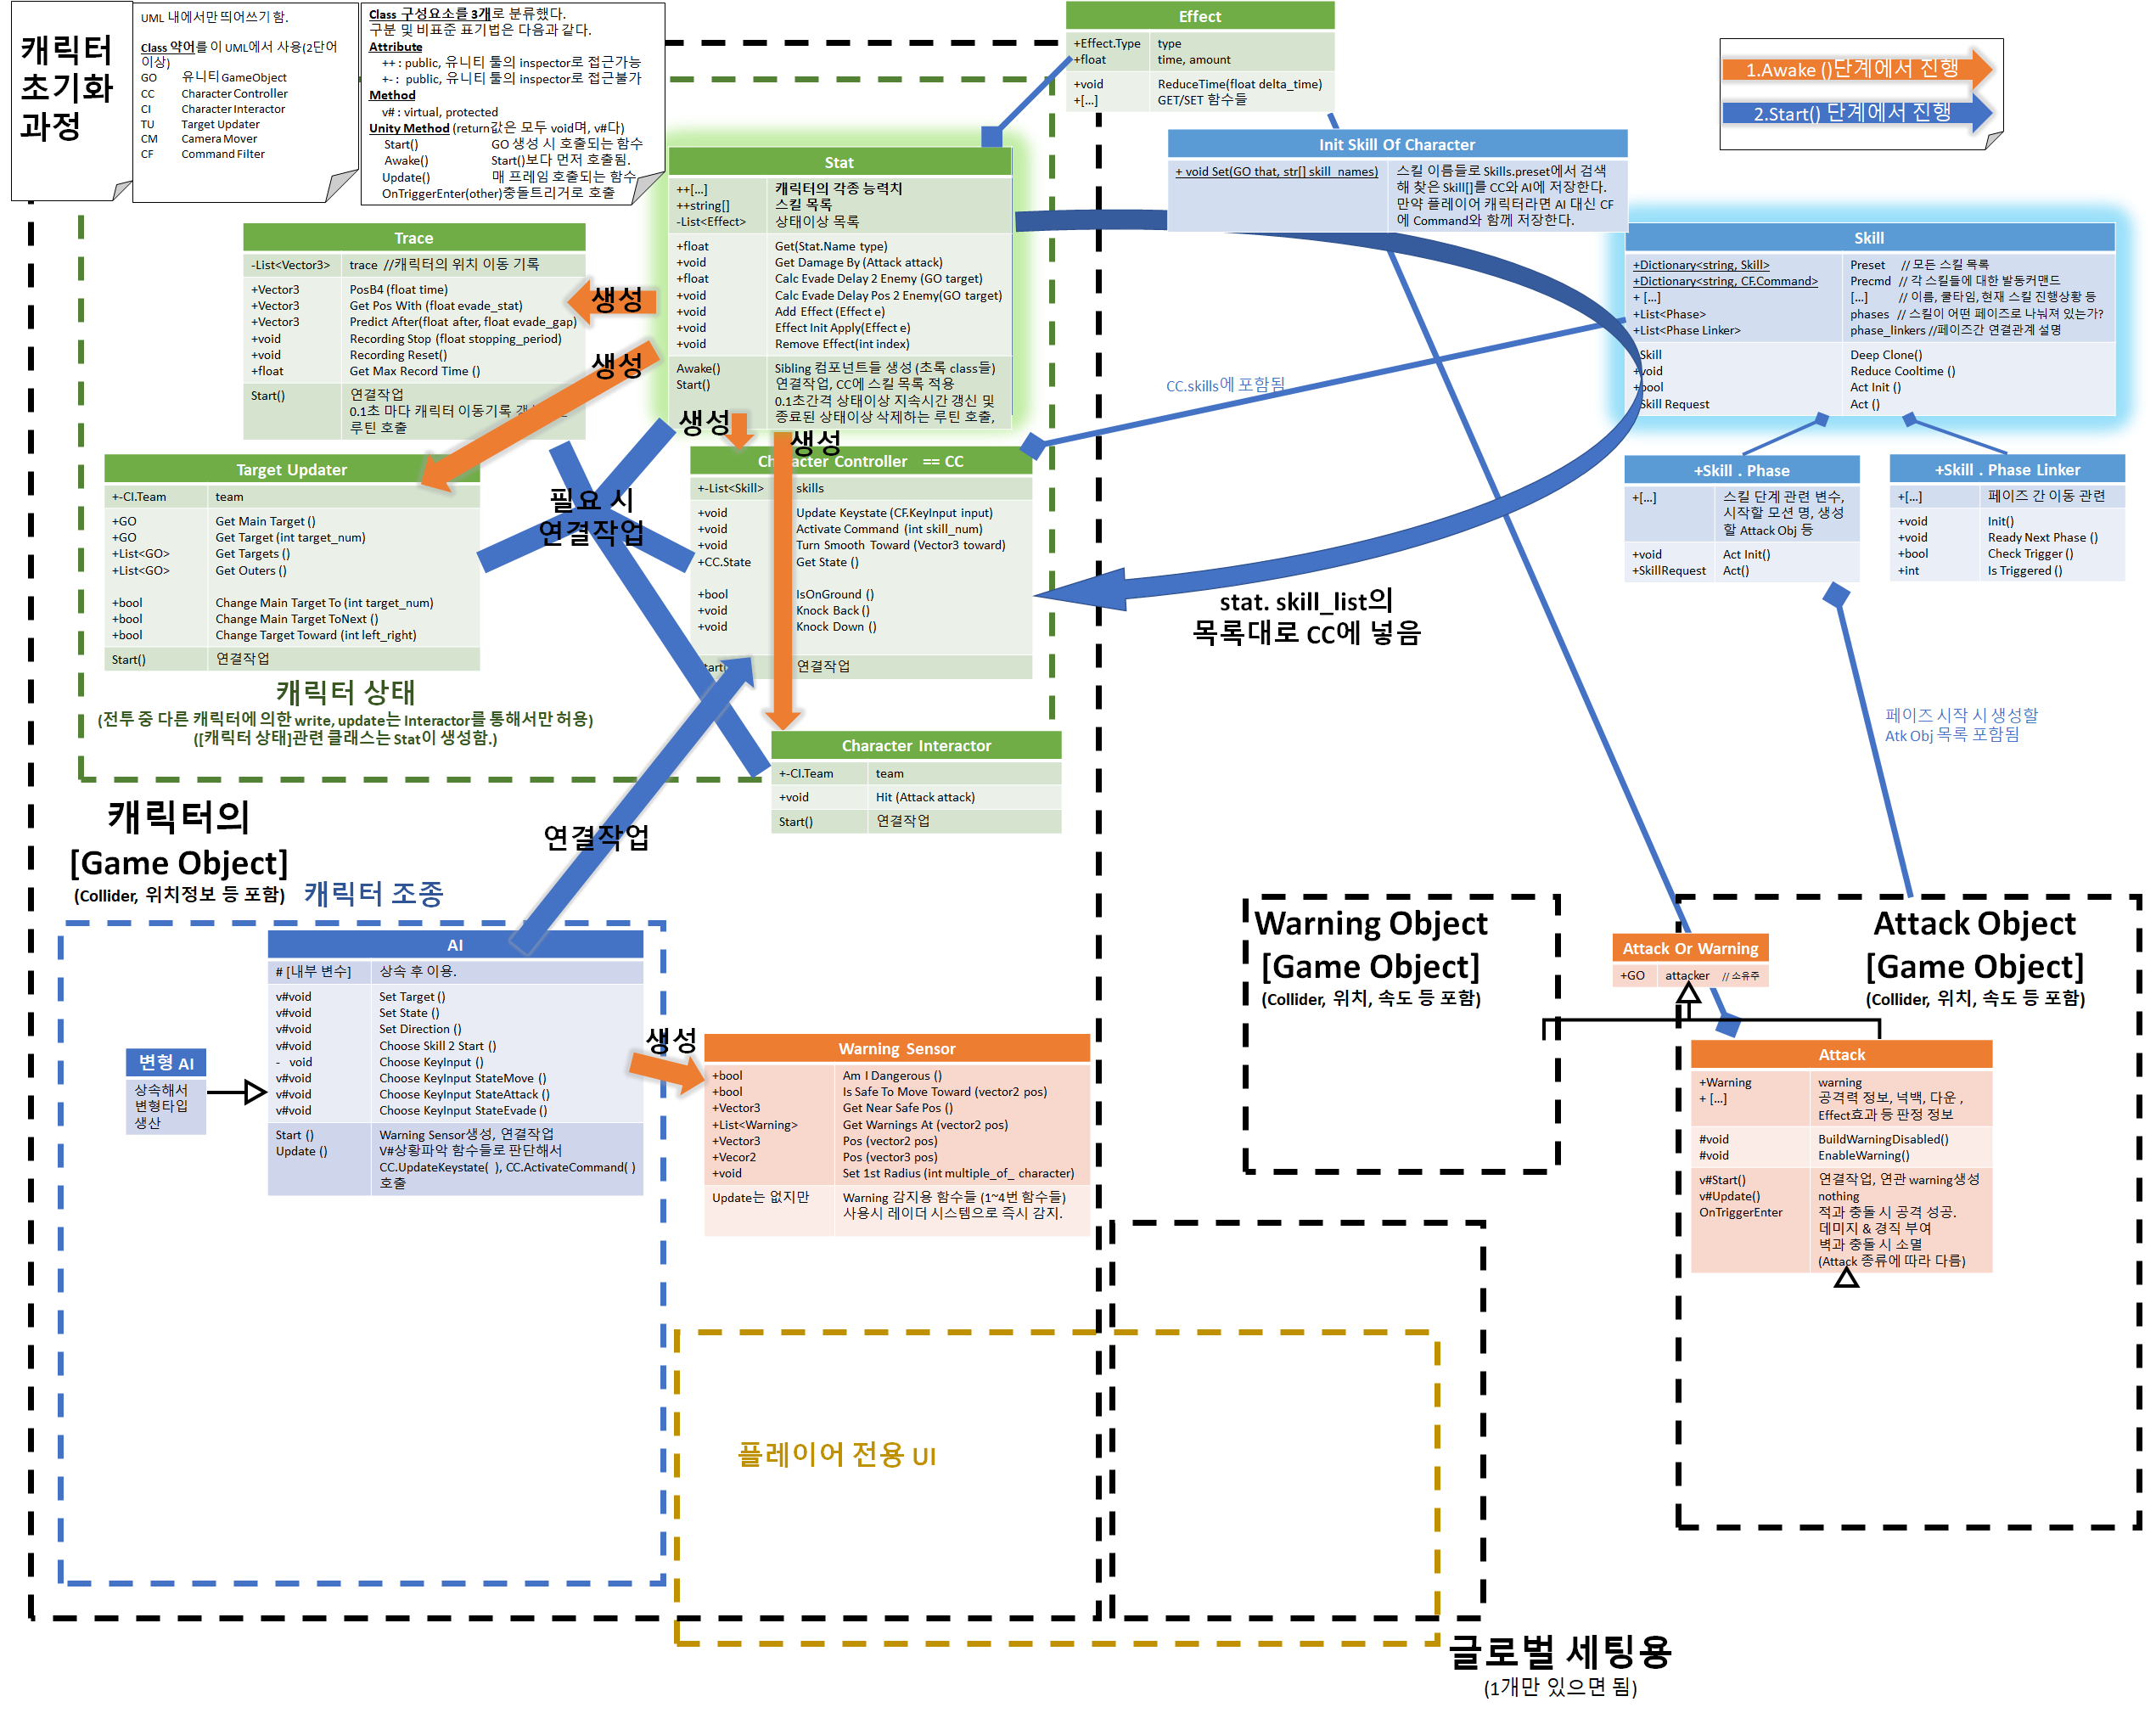 캐릭터
초기화
과정
UML 내에서만 띄어쓰기 함.
Class 약어를 이 UML에서 사용(2단어
이상)
GO 유니티 GameObject
CC Character Controller
CI Character Interactor
TU Target Updater
CM Camera Mover
CF Command Filter
Class 구성요소를 3개로 분류했다.
구분 및 비표준 표기법은 다음과 같다.
Attribute
++ : public, 유니티 툴의 inspector로 접근가능
+- : public, 유니티 툴의 inspector로 접근불가
Method
v# : virtual, protected
Unity Method (return값은 모두 void며, v#다)
Start() GO 생성 시 호출되는 함수
Awake() Start()보다 먼저 호출됨.
Update() 매 프레임 호출되는 함수
OnTriggerEnter(other)충돌트리거로 호출
Effect
+Effect.Type type
+float time, amount
+void ReduceTime(float delta_time)
+[...] GET/SET 함수들
1.Awake ()단계에서 진행
2.Start() 단계에서 진행
Init Skill Of Character
+ void Set(GO that, str[] skill_names) 스킬 이름들로 Skills.preset에서 검색
해 찾은 Skill[]를 CC와 AI에 저장한다.
만약 플레이어 캐릭터라면 AI 대신 CF
에 Command와 함께 저장한다.
Stat
++[...] 캐릭터의 각종 능력치
++string[] 스킬 목록
-List<Effect> 상태이상 목록
+float Get(Stat.Name type)
+void Get Damage By (Attack attack)
+float Calc Evade Delay 2 Enemy (GO target)
+void Calc Evade Delay Pos 2 Enemy(GO target)
+void Add Effect (Effect e)
+void Effect Init Apply(Effect e)
+void Remove Effect(int index)
Awake() Sibling 컴포넌트들 생성 (초록 class들)
Start() 연결작업, CC에 스킬 목록 적용
0.1초간격 상태이상 지속시간 갱신 및
종료된 상태이상 삭제하는 루틴 호출,
Trace
-List<Vector3> trace //캐릭터의 위치 이동 기록
+Vector3 PosB4 (float time)
+Vector3 Get Pos With (float evade_stat)
+Vector3 Predict After(float after, float evade_gap)
+void Recording Stop (float stopping_period)
+void Recording Reset()
+float Get Max Record Time ()
Start() 연결작업
0.1초 마다 캐릭터 이동기록
루틴 호출
생성
생성
생성
생성
Skill
+Dictionary<string, Skill> Preset // 모든 스킬 목록
+Dictionary<string, CF.Command> Precmd // 각 스킬들에 대한 발동커맨드
+ [...] [...] // 이름, 쿨타임, 현재 스킬 진행상황 등
+List<Phase> phases // 스킬이 어떤 페이즈로 나눠져 있는가?
+List<Phase Linker> phase_linkers //페이즈간 연결관계 설명
Skill Deep Clone()
void Reduce Cooltime ()
bool Act Init ()
Skill Request Act ()
CC.skills에 포함됨
Target Updater
+-CI.Team team
+GO Get Main Target ()
+GO Get Target (int target_num)
+List<GO> Get Targets ()
+List<GO> Get Outers ()
+bool Change Main Target To (int target_num)
+bool Change Main Target ToNext ()
+bool Change Target Toward (int left_right)
Start() 연결작업
필요 시
연결작업
Character Controller == CC
+-List<Skill> skills
+void Update Keystate (CF.KeyInput input)
+void Activate Command (int skill_num)
+void Turn Smooth Toward (Vector3 toward)
+CC.State Get State ()
+bool IsOnGround ()
+void Knock Back ()
+void Knock Down ()
연결작업
+Skill . Phase
+[...] 스킬 단계 관련 변수,
시작할 모션 명, 생성
할 Attack Obj 등
+void Act Init()
+SkillRequest Act()
+Skill . Phase Linker
+[...] 페이즈 간 이동 관련
+void Init()
+void Ready Next Phase ()
+bool Check Trigger ()
+int Is Triggered ()
stat. skill_list의
목록대로 CC에 넣음
캐릭터 상태
(전투 중 다른 캐릭터에 의한 write, update는 Interactor를 통해서만 허용)
([캐릭터 상태]관련 클래스는 Stat이 생성함.)
페이즈 시작 시 생성할
Atk Obj 목록 포함됨
Character Interactor
+-CI.Team team
+void Hit (Attack attack)
Start() 연결작업
캐릭터의
[Game Object]
(Collider, 위치정보 등 포함)
캐릭터 조종
연결작업
Warning Object
[Game Object]
(Collider, 위치, 속도 등 포함)
Attack Or Warning
+GO attacker // 소유주
Attack Object
[Game Object]
(Collider, 위치, 속도 등 포함)
AI
# [내부 변수] 상속 후 이용.
v#void Set Target ()
v#void Set State ()
v#void Set Direction ()
v#void Choose Skill 2 Start ()
- void Choose KeyInput ()
v#void Choose KeyInput StateMove ()
v#void Choose KeyInput StateAttack ()
v#void Choose KeyInput StateEvade ()
Start () Warning Sensor생성, 연결작업
Update () V#상황파악 함수들로 판단해서
CC.UpdateKeystate( ), CC.ActivateCommand( )
호출
변형 AI
상속해서
변형타입
생산
생성
Warning Sensor
+bool Am I Dangerous ()
+bool Is Safe To Move Toward (vector2 pos)
+Vector3 Get Near Safe Pos ()
+List<Warning> Get Warnings At (vector2 pos)
+Vector3 Pos (vector2 pos)
+Vecor2 Pos (vector3 pos)
+void Set 1st Radius (int multiple_of_ character)
Update는 없지만 Warning 감지용 함수들 (1~4번 함수들)
사용시 레이더 시스템으로 즉시 감지.
Attack
+Warning warning
+ [...] 공격력 정보, 넉백, 다운 ,
Effect효과 등 판정 정보
#void BuildWarningDisabled()
#void EnableWarning()
v#Start() 연결작업, 연관 warning생성
v#Update() nothing
OnTriggerEnter 적과 충돌 시 공격 성공.
데미지 & 경직 부여
벽과 충돌 시 소멸
(Attack 종류에 따라 다름)
플레이어 전용 UI
글로벌 세팅용
(1개만 있으면 됨)